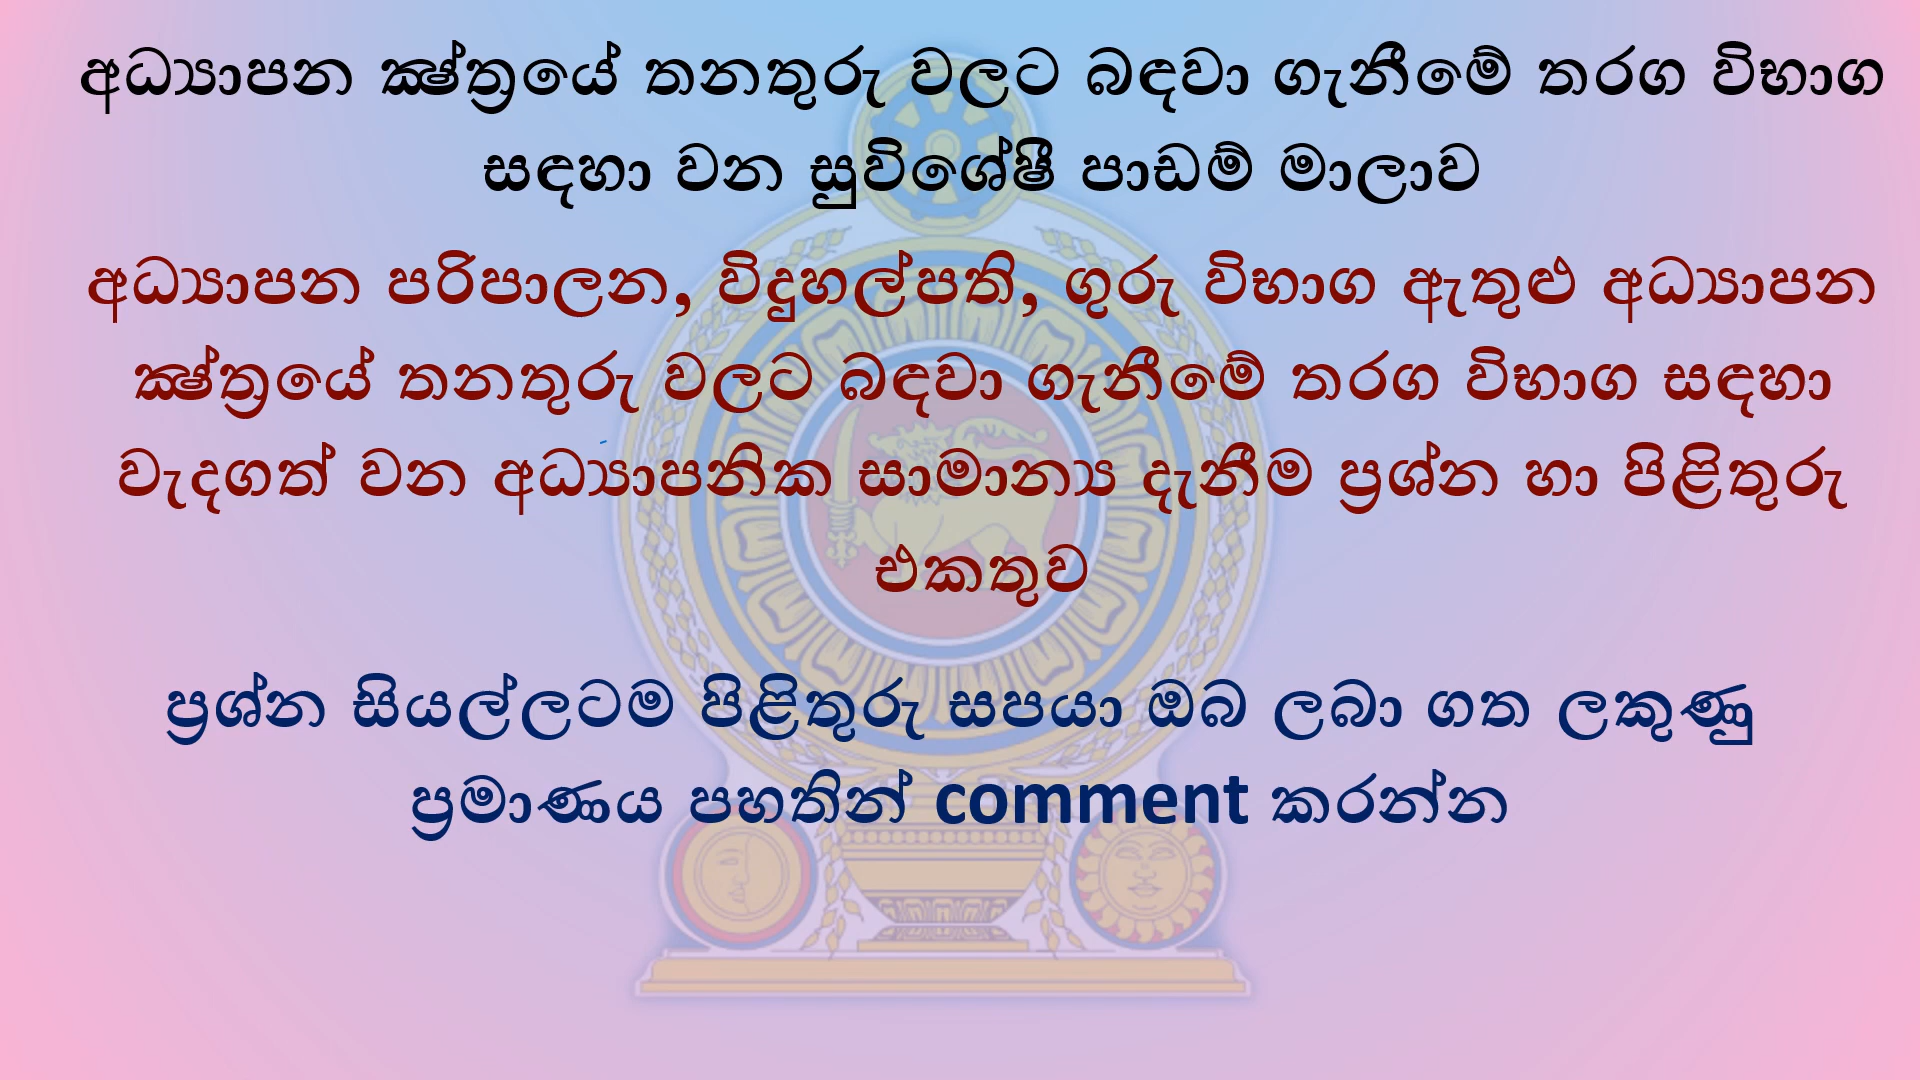 අධ්‍යාපන ක්‍ෂ්ත්‍රයේ තනතුරු වලට බඳවා ගැනීමේ තරග විභාග
සඳහා වන සුවිශේෂී පාඩම් මාලාව
අධ්‍යාපන පරිපාලන, විදුහල්පති, ගුරු විභාග ඇතුළු අධ්‍යාපන
ක්‍ෂ්ත්‍රයේ තනතුරු වලට බඳවා ගැනීමේ තරග විභාග සඳහා
වැදගත් වන අධ්‍යාපනික සාමාන්‍ය දැනීම ප්‍රශ්න හා පිළිතුරු
එකතුව
ප්‍රශ්න සියල්ලටම පිළිතුරු සපයා ඔබ ලබා ගත ලකුණු
ප්‍රමාණය පහතින් comment කරන්න